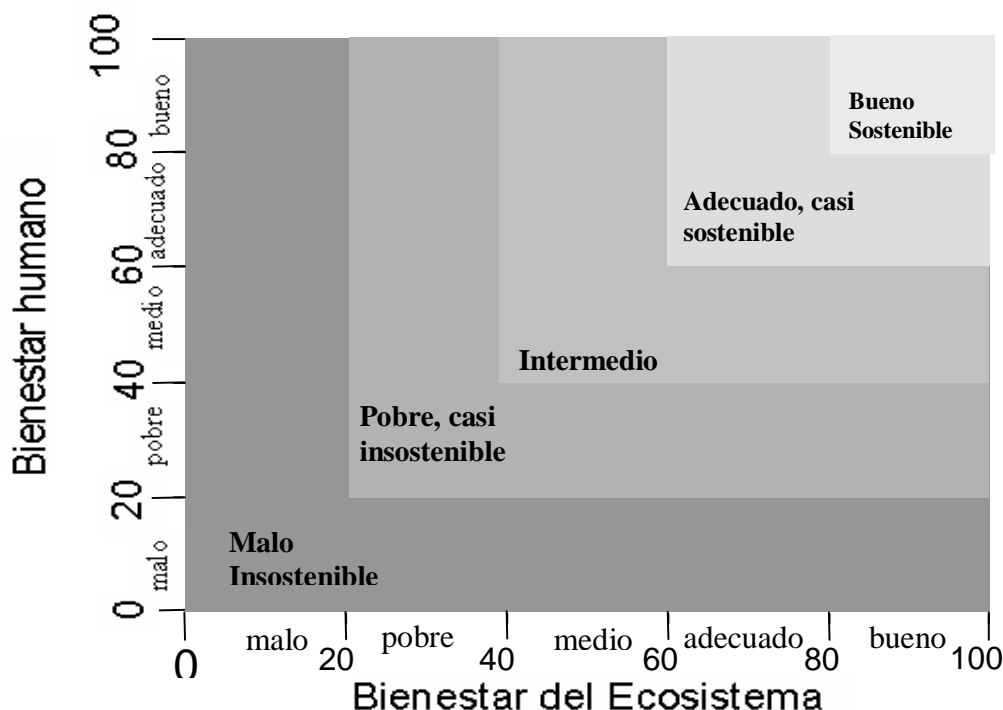 Bienestar humano
100
bueno
80
adecuado
60
medio
40
pobre
20
malo
0
Bueno
Sostenible
Adecuado, casi
sostenible
Intermedio
Pobre, casi
insostenible
Malo
Insostenible
malo pobre medio adecuado bueno
0 20 40 60 80 100
Bienestar del Ecosistema